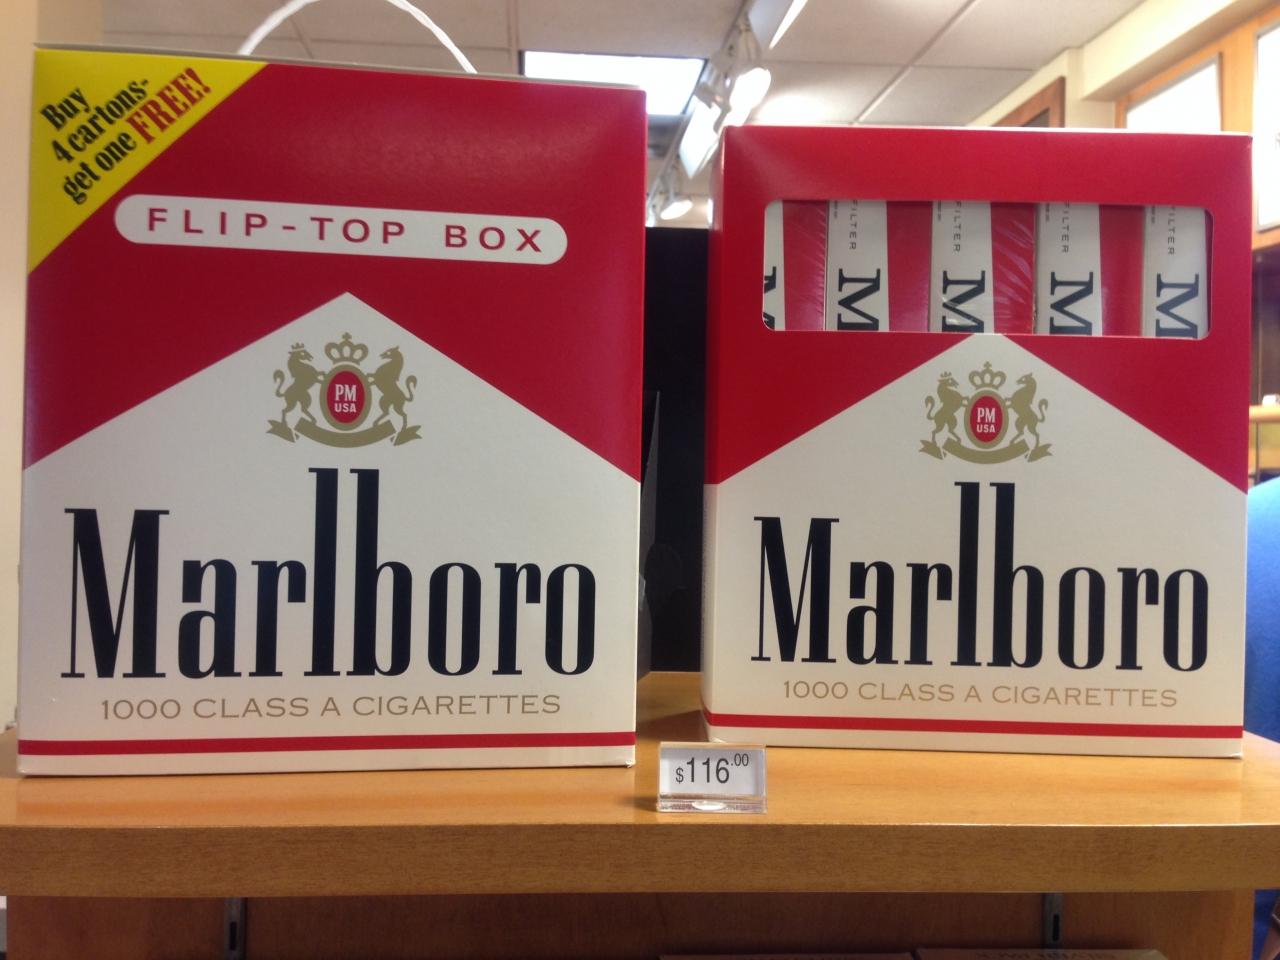 Buy
4 cartons-
get one FREE!
FLIP-TOP BOX
PM
USA
Marlboro
1000 CLASS A CIGARETTES
FILTER
M
FILTER
M
FILTER
M
FILTER
M
M
PM
USA
Marlboro
1000 CLASS A CIGARETTES
$116.00